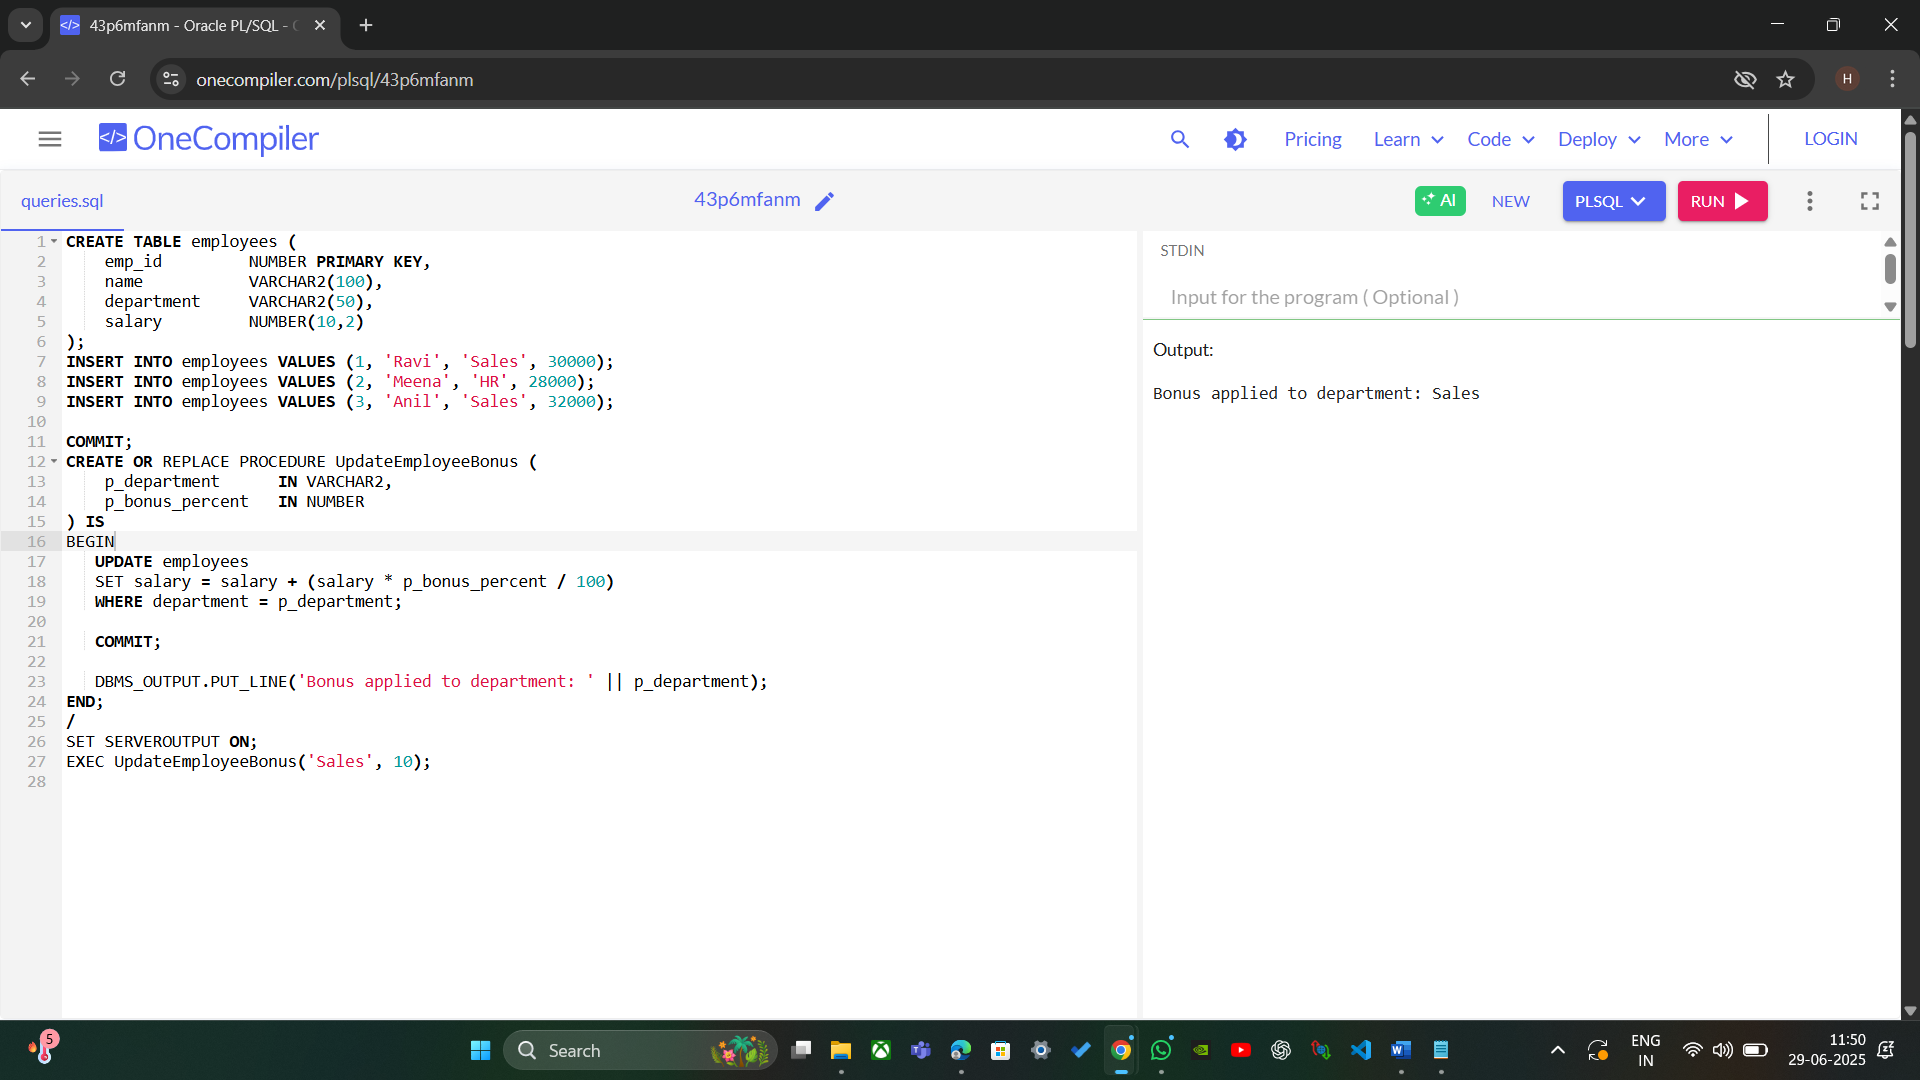 43p6mfanm - Oracle PL/SQL -
onecompiler.com/plsql/43p6mfanm
H
</> OneCompiler
Pricing
Learn
Code
Deploy
More
LOGIN
queries.sql
43p6mfanm
AI
NEW
PLSQL
RUN
1 CREATE TABLE employees (
2 emp_id NUMBER PRIMARY KEY,
3 name VARCHAR2(100),
4 department VARCHAR2(50),
5 salary NUMBER(10,2)
6 );
7 INSERT INTO employees VALUES (1, 'Ravi', 'Sales', 30000);
8 INSERT INTO employees VALUES (2, 'Meena', 'HR', 28000);
9 INSERT INTO employees VALUES (3, 'Anil', 'Sales', 32000);
10
11 COMMIT;
12 CREATE OR REPLACE PROCEDURE UpdateEmployeeBonus (
13 p_department IN VARCHAR2,
14 p_bonus_percent IN NUMBER
15 ) IS
16 BEGIN
17 UPDATE employees
18 SET salary = salary + (salary * p_bonus_percent / 100)
19 WHERE department = p_department;
20
21 COMMIT;
22
23 DBMS_OUTPUT.PUT_LINE('Bonus applied to department: ' || p_department);
24 END;
25 /
26 SET SERVEROUTPUT ON;
27 EXEC UpdateEmployeeBonus('Sales', 10);
28
STDIN
Input for the program ( Optional )
Output:
Bonus applied to department: Sales
5
Search
ENG
IN
11:50
29-06-2025